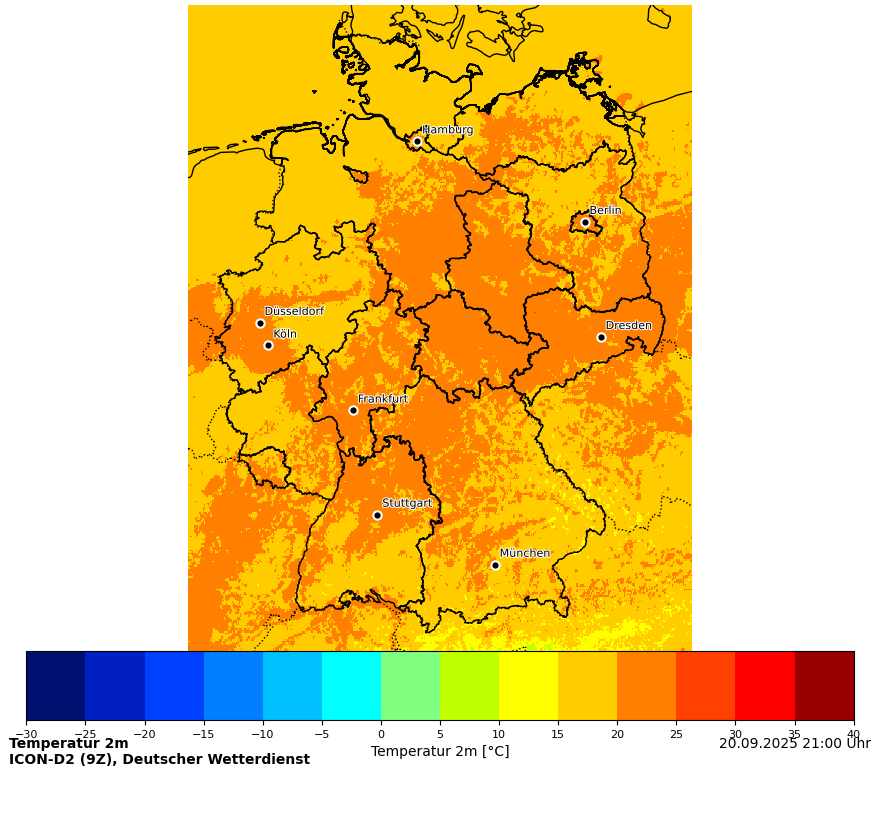 Hamburg
Berlin
Düsseldorf
Köln
Dresden
Frankfurt
Stuttgart
München
−30 −25 −20 −15 −10 −5 0 5 10 15 20 25 30 35 40
Temperatur 2m
20.09.2025 21:00 Uhr
Temperatur 2m [°C]
ICON-D2 (9Z), Deutscher Wetterdienst